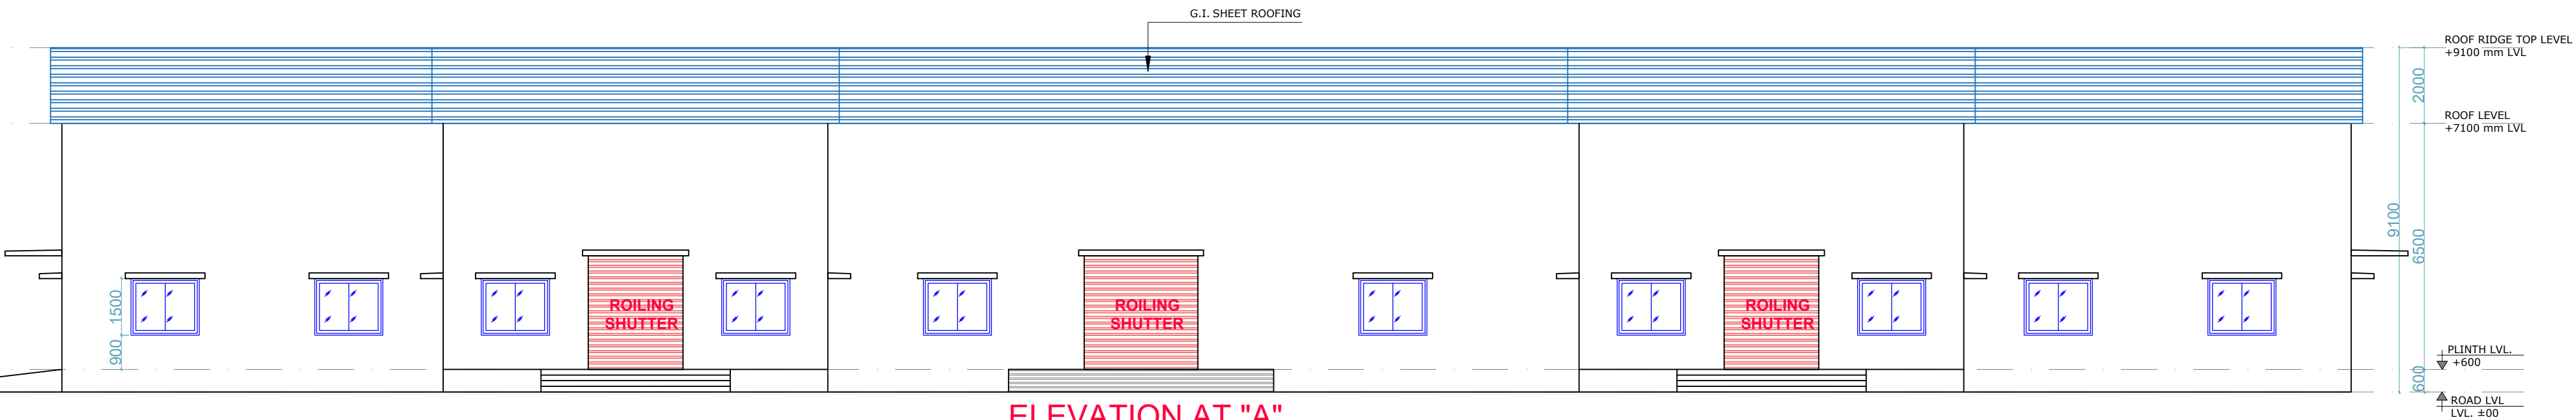 G.I. SHEET ROOFING
ROOF RIDGE TOP LEVEL
+9100 mm LVL
2000
ROOF LEVEL
+7100 mm LVL
9100
6500
1500
900
ROILING
SHUTTER
ROILING
SHUTTER
ROILING
SHUTTER
PLINTH LVL.
+600
600
ROAD LVL
LVL. ±00
ELEVATION AT "A"